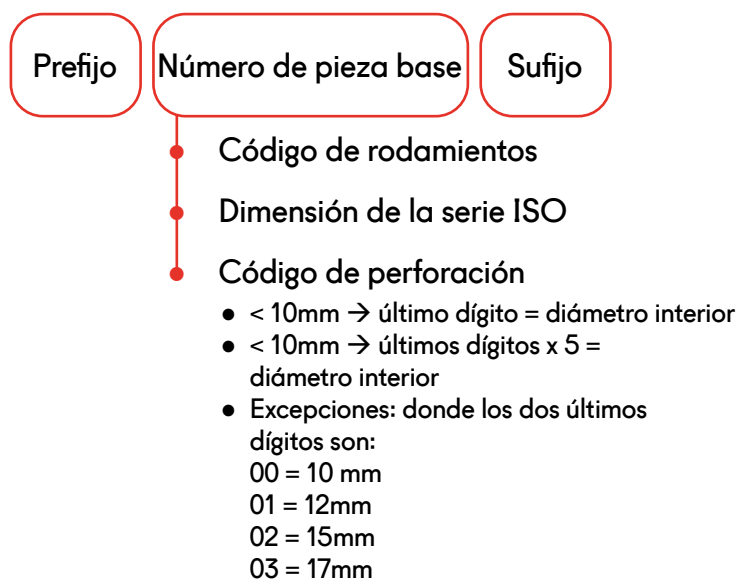 Prefijo
Número de pieza base
Sufijo
Código de rodamientos
Dimensión de la serie ISO
Código de perforación
● < 10mm → último dígito = diámetro interior
● < 10mm → últimos dígitos x 5 =
diámetro interior
● Excepciones: donde los dos últimos
dígitos son:
00 = 10 mm
01 = 12mm
02 = 15mm
03 = 17mm